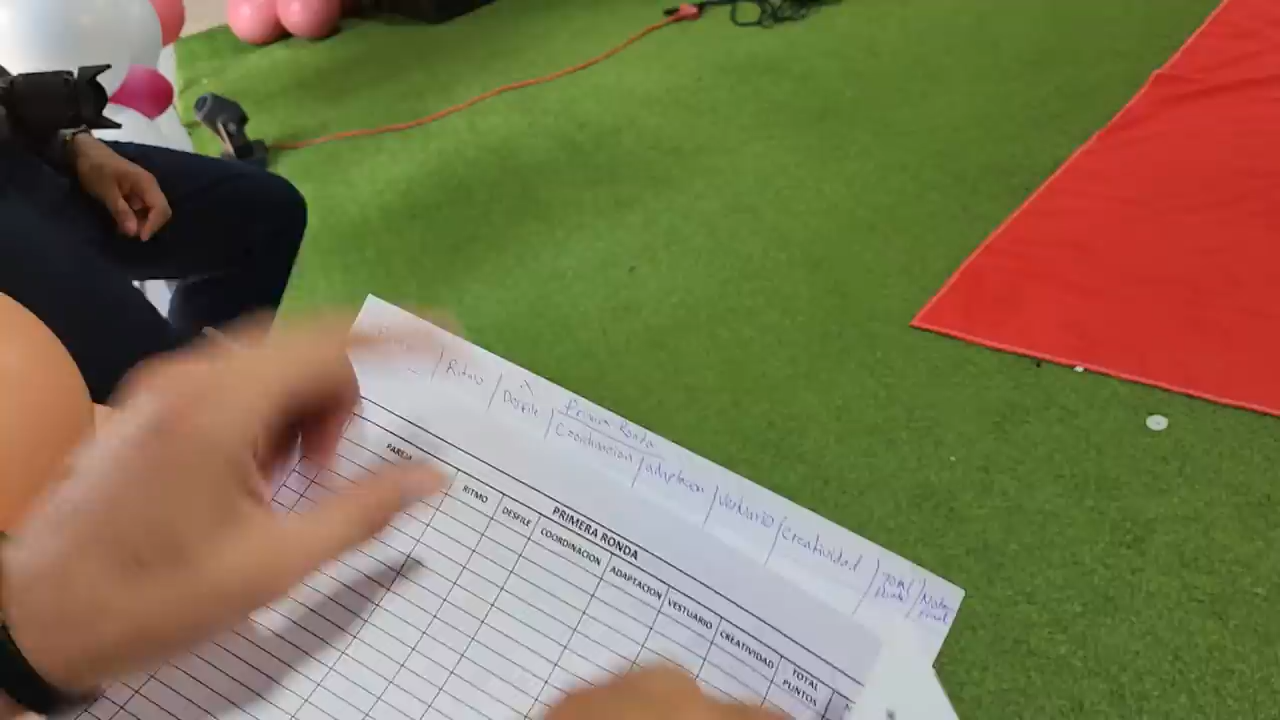 Primera Ronda
Ritmo Desfile Coordinacion adaptacion Vestuario Creatividad Total Nota
final
PRIMERA RONDA
RITMO DESFILE COORDINACION ADAPTACION VESTUARIO CREATIVIDAD TOTAL
PUNTOS